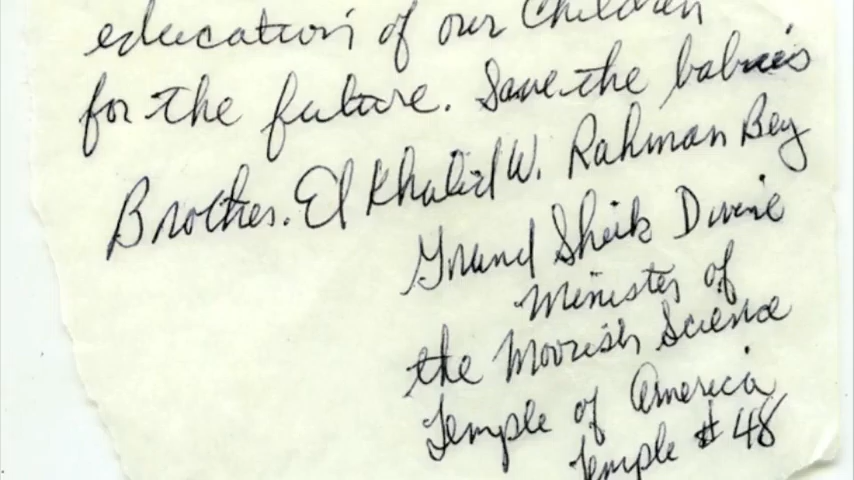 education of our Children
for the future. Save the babies
Brother. El Khalid W. Rahman Bey
Grand Sheik Divine
Minister of
the Moorish Science
Temple of America
Temple # 48